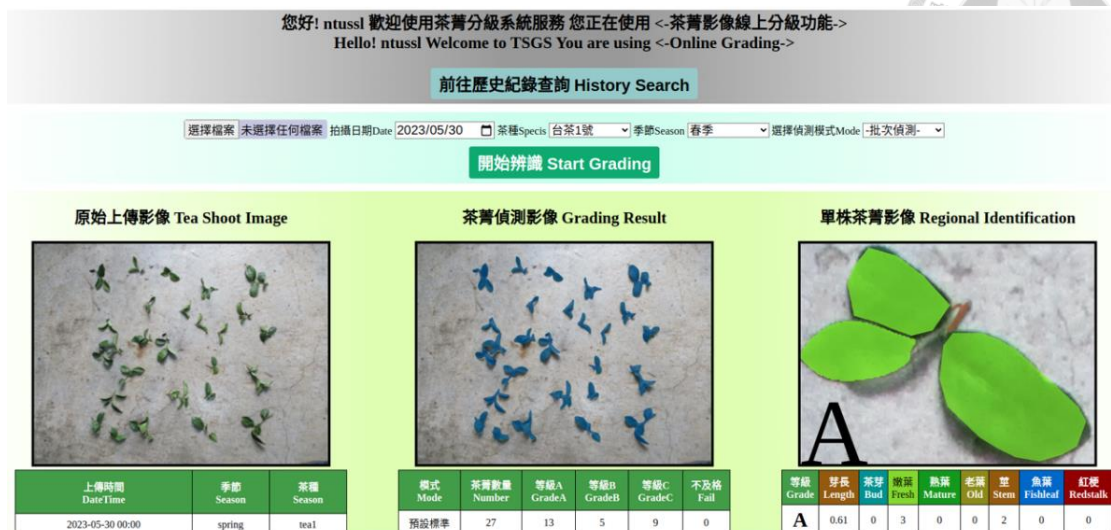 您好! ntussl 歡迎使用茶菁分級系統服務 您正在使用 <-茶菁影像線上分級功能->
Hello! ntussl Welcome to TSGS You are using <-Online Grading->
前往歷史紀錄查詢 History Search
選擇檔案 未選擇任何檔案 拍攝日期Date 2023/05/30 茶種Specis 台茶1號 季節Season 春季 選擇偵測模式Mode -批次偵測-
開始辨識 Start Grading
原始上傳影像 Tea Shoot Image
茶菁偵測影像 Grading Result
單株茶菁影像 Regional Identification
A
上傳時間 季節 茶種
DateTime Season Season
2023-05-30 00:00 spring tea1
模式 茶菁數量 等級A 等級B 等級C 不及格
Mode Number GradeA GradeB GradeC Fail
預設標準 27 13 5 9 0
等級 芽長 茶芽 嫩葉 熟葉 老葉 莖 魚葉 紅梗
Grade Length Bud Fresh Mature Old Stem Fishleaf Redstalk
A 0.61 0 3 0 0 2 0 0